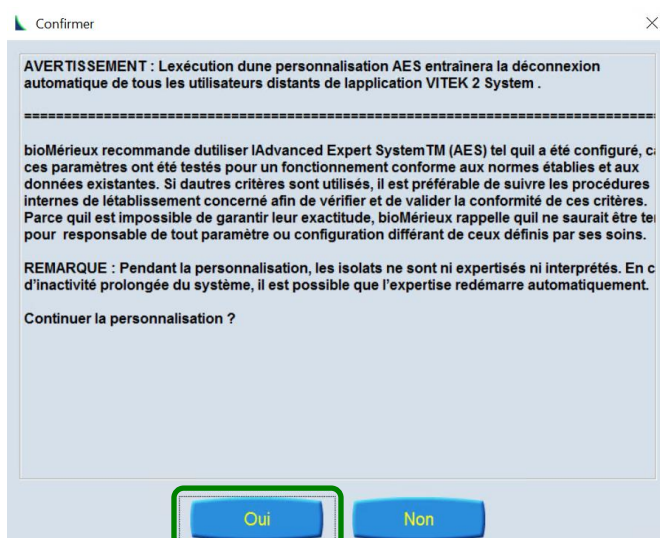 Confirmer
AVERTISSEMENT : Lexécution dune personnalisation AES entraînera la déconnexion
automatique de tous les utilisateurs distants de lapplication VITEK 2 System .
================================================================================
bioMérieux recommande dutiliser lAdvanced Expert SystemTM (AES) tel quil a été configuré,
ces paramètres ont été testés pour un fonctionnement conforme aux normes établies et aux
données existantes. Si dautres critères sont utilisés, il est préférable de suivre les procédures
internes de létablissement concerné afin de vérifier et de valider la conformité de ces critères.
Parce quil est impossible de garantir leur exactitude, bioMérieux rappelle quil ne saurait être
pour responsable de tout paramètre ou configuration différant de ceux définis par ses soins.
REMARQUE : Pendant la personnalisation, les isolats ne sont ni expertisés ni interprétés. En
d’inactivité prolongée du système, il est possible que l’expertise redémarre automatiquement.
Continuer la personnalisation ?
Oui
Non